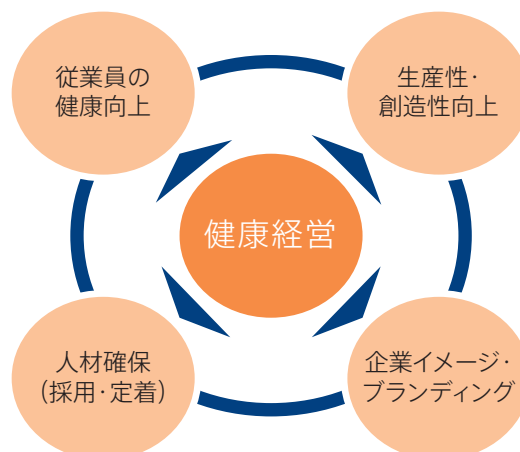 従業員の
健康向上
生産性・
創造性向上
健康経営
人材確保
(採用・定着)
企業イメージ・
ブランディング